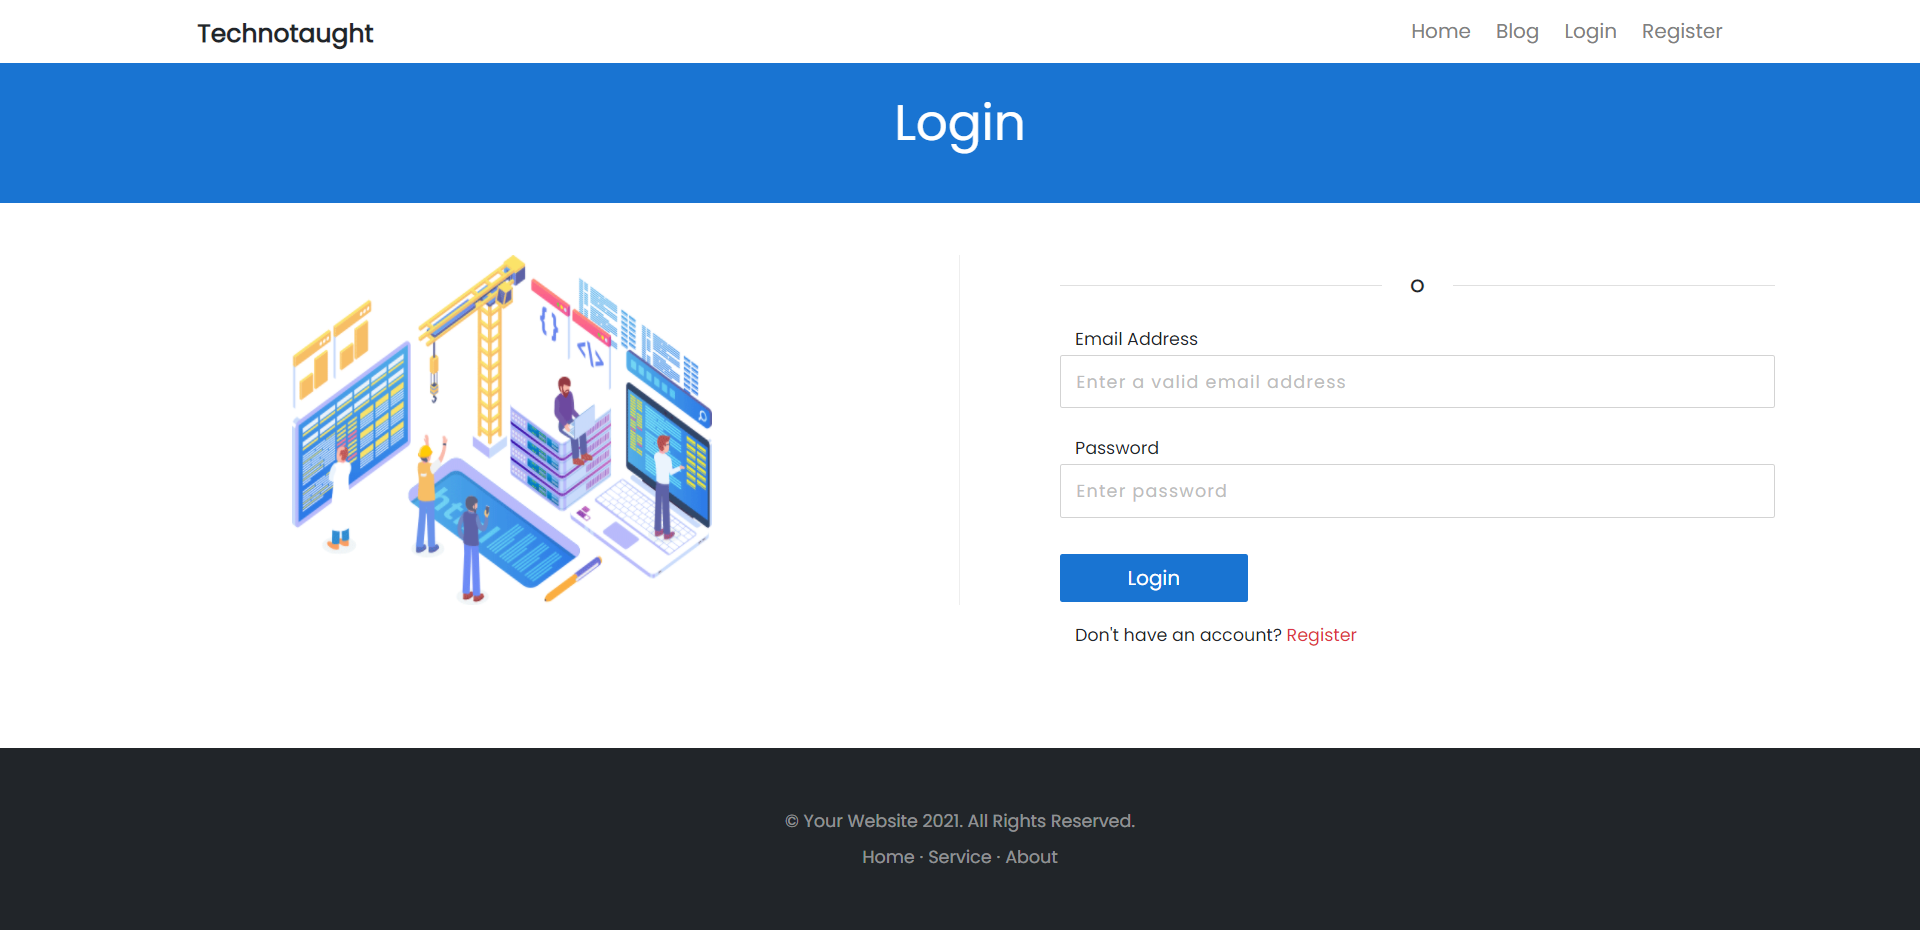 Technotaught
Home Blog Login Register
Login
{ }
</>
html
Email Address
Enter a valid email address
Password
Enter password
Login
Don't have an account? Register
© Your Website 2021. All Rights Reserved.
Home · Service · About